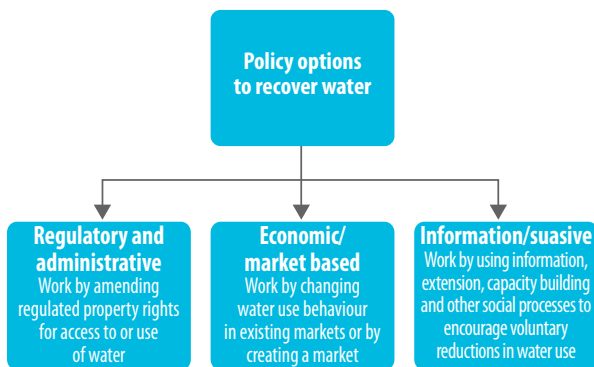 Policy options
to recover water
Regulatory and
administrative
Work by amending
regulated property rights
for access to or use
of water
Economic/
market based
Work by changing
water use behaviour
in existing markets or by
creating a market
Information/suasive
Work by using information,
extension, capacity building
and other social processes to
encourage voluntary
reductions in water use